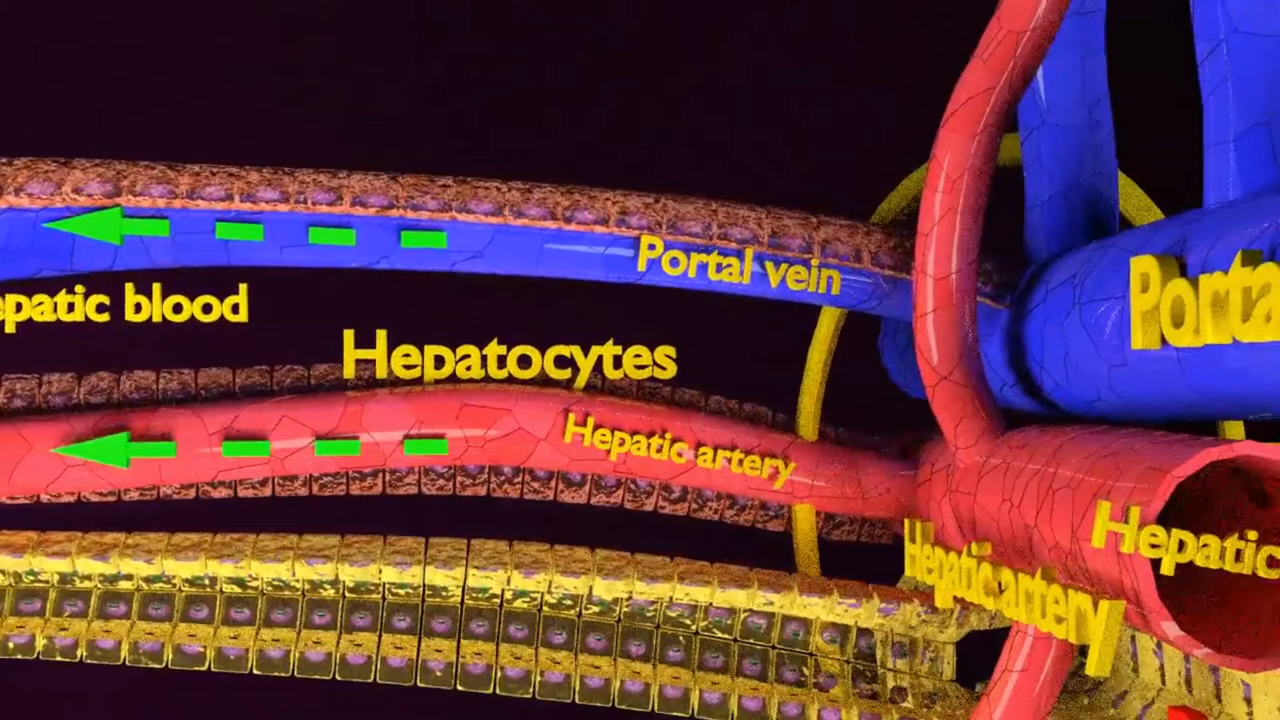 Portal vein
Porta
epatic blood
Hepatocytes
Hepatic artery
Hepatic
Hepatic artery